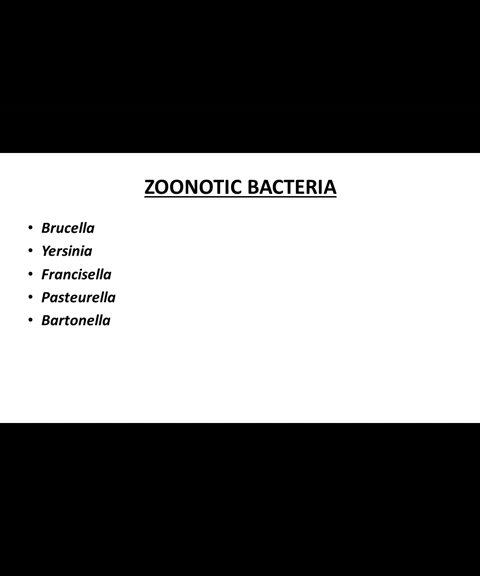 ZOONOTIC BACTERIA
• Brucella
• Yersinia
• Francisella
• Pasteurella
• Bartonella